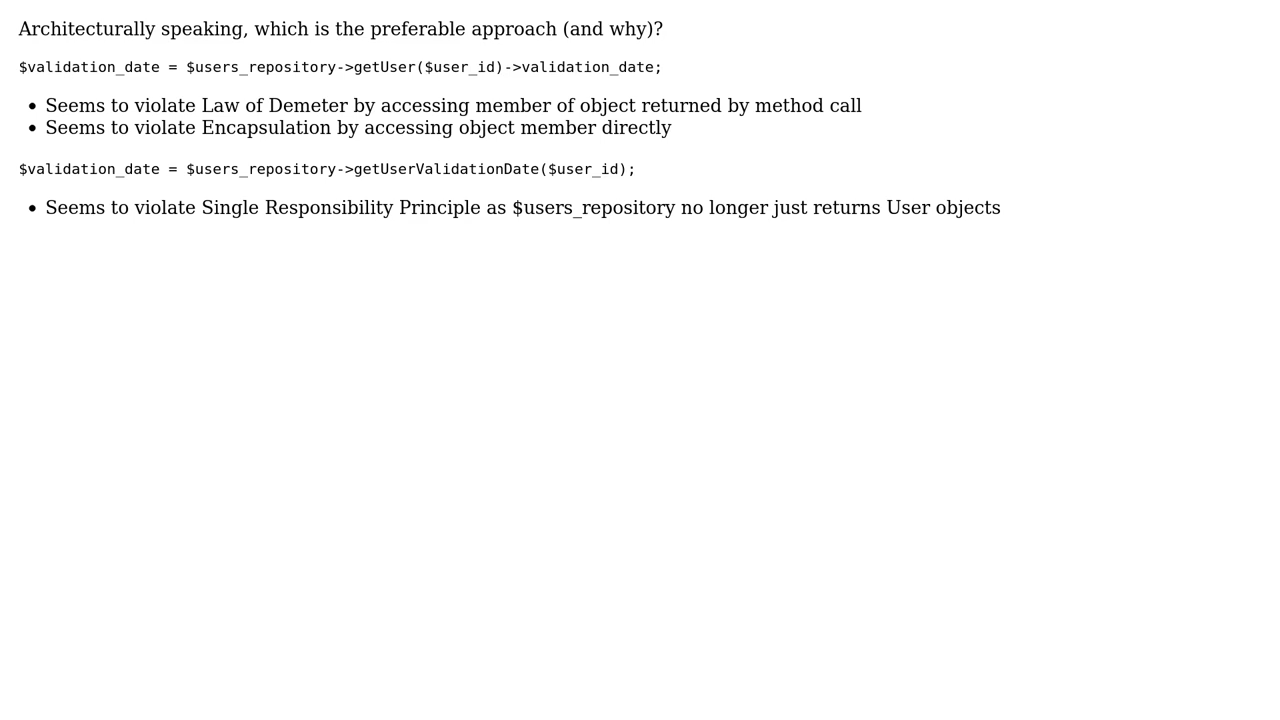 Architecturally speaking, which is the preferable approach (and why)?
$validation_date = $users_repository->getUser($user_id)->validation_date;
• Seems to violate Law of Demeter by accessing member of object returned by method call
• Seems to violate Encapsulation by accessing object member directly
$validation_date = $users_repository->getUserValidationDate($user_id);
• Seems to violate Single Responsibility Principle as $users_repository no longer just returns User objects